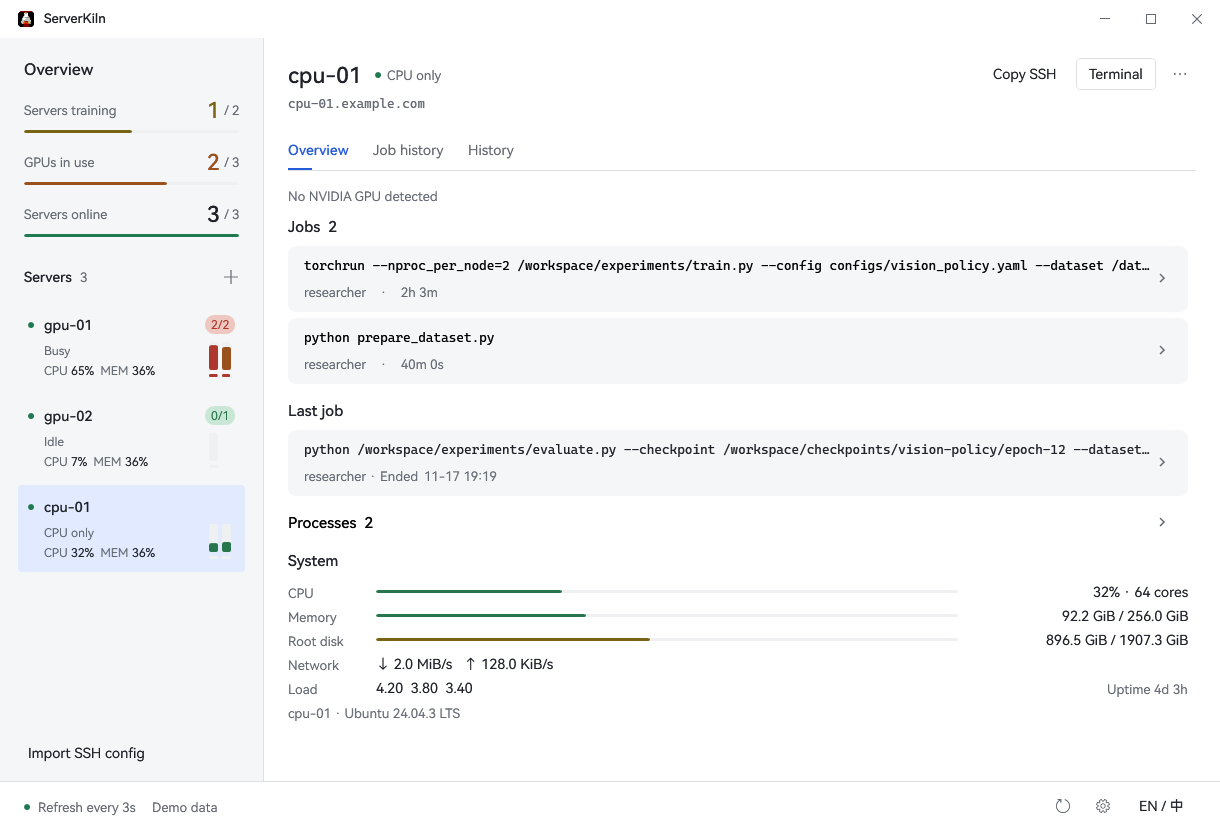 ServerKiln
Overview
Servers training 1 / 2
GPUs in use 2 / 3
Servers online 3 / 3
Servers 3
gpu-01 2/2
Busy
CPU 65% MEM 36%
gpu-02 0/1
Idle
CPU 7% MEM 36%
cpu-01
CPU only
CPU 32% MEM 36%
Import SSH config
cpu-01 CPU only
cpu-01.example.com
Copy SSH Terminal ···
Overview Job history History
No NVIDIA GPU detected
Jobs 2
torchrun --nproc_per_node=2 /workspace/experiments/train.py --config configs/vision_policy.yaml --dataset /dat…
researcher · 2h 3m
python prepare_dataset.py
researcher · 40m 0s
Last job
python /workspace/experiments/evaluate.py --checkpoint /workspace/checkpoints/vision-policy/epoch-12 --dataset…
researcher · Ended 11-17 19:19
Processes 2
System
CPU 32% · 64 cores
Memory 92.2 GiB / 256.0 GiB
Root disk 896.5 GiB / 1907.3 GiB
Network ↓ 2.0 MiB/s ↑ 128.0 KiB/s
Load 4.20 3.80 3.40 Uptime 4d 3h
cpu-01 · Ubuntu 24.04.3 LTS
Refresh every 3s Demo data
EN / 中